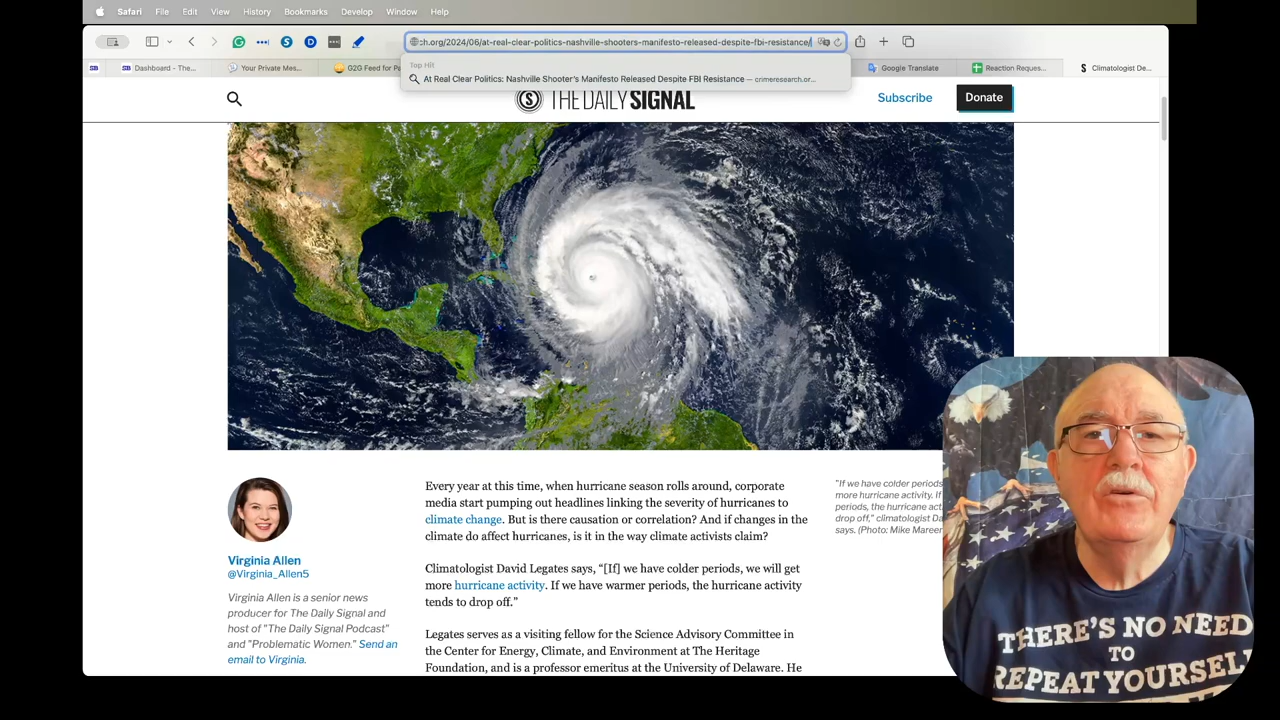 Safari File Edit View History Bookmarks Develop Window Help
:h.org/2024/06/at-real-clear-politics-nashville-shooters-manifesto-released-despite-fbi-resistance/
Top Hit
At Real Clear Politics: Nashville Shooter's Manifesto Released Despite FBI Resistance — crimeresearch.or...
SB
SB Dashboard - The...
Your Private Mes...
G2G Feed for Pa
Google Translate
Reaction Reques...
S Climatologist De...
THE DAILY SIGNAL
Subscribe
Donate
Virginia Allen
@Virginia_Allen5
Virginia Allen is a senior news
producer for The Daily Signal and
host of "The Daily Signal Podcast"
and "Problematic Women." Send an
email to Virginia.
Every year at this time, when hurricane season rolls around, corporate
media start pumping out headlines linking the severity of hurricanes to
climate change. But is there causation or correlation? And if changes in the
climate do affect hurricanes, is it in the way climate activists claim?
Climatologist David Legates says, “[If] we have colder periods, we will get
more hurricane activity. If we have warmer periods, the hurricane activity
tends to drop off.”
Legates serves as a visiting fellow for the Science Advisory Committee in
the Center for Energy, Climate, and Environment at The Heritage
Foundation, and is a professor emeritus at the University of Delaware. He
"If we have colder periods
more hurricane activity. If
periods, the hurricane act
drop off," climatologist Da
says. (Photo: Mike Mareen
THERE'S NO NEED
TO
REPEAT YOURSELF